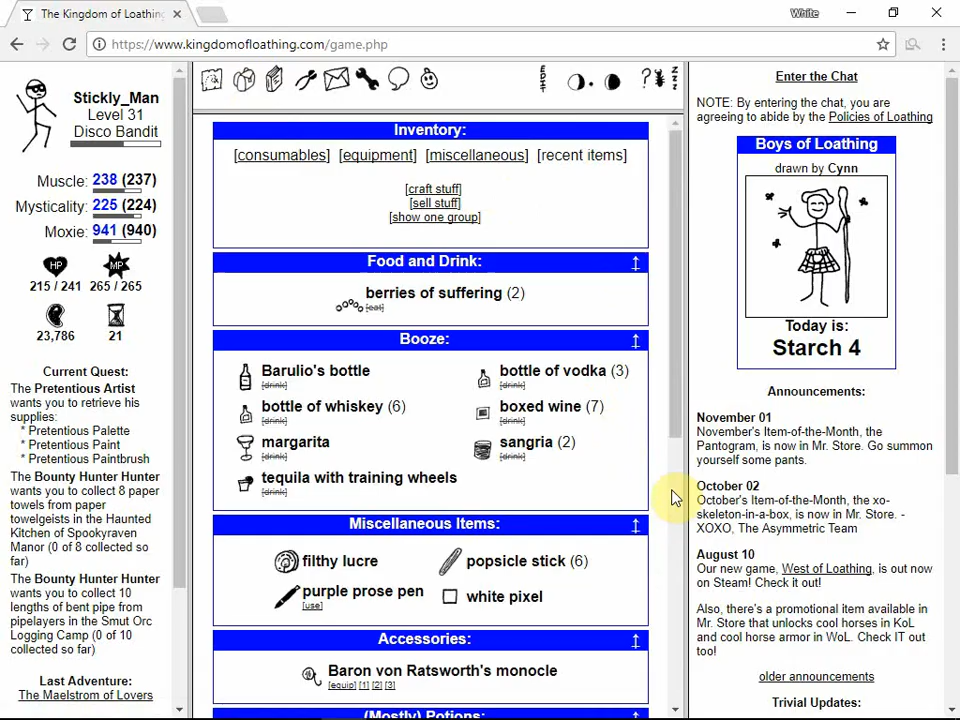 The Kingdom of Loathing
White
https://www.kingdomofloathing.com/game.php
Stickly_Man
Level 31
Disco Bandit
Muscle: 238 (237)
Mysticality: 225 (224)
Moxie: 941 (940)
HP MP
215 / 241 265 / 265
23,786 21
Current Quest:
The Pretentious Artist
wants you to retrieve his
supplies:
* Pretentious Palette
* Pretentious Paint
* Pretentious Paintbrush
The Bounty Hunter Hunter
wants you to collect 8 paper
towels from paper
towelgeists in the Haunted
Kitchen of Spookyraven
Manor (0 of 8 collected so
far)
The Bounty Hunter Hunter
wants you to collect 10
lengths of bent pipe from
pipelayers in the Smut Orc
Logging Camp (0 of 10
collected so far)
Last Adventure:
The Maelstrom of Lovers
EDIT
? Z Z Z
Inventory:
[consumables] [equipment] [miscellaneous] [recent items]
[craft stuff]
[sell stuff]
[show one group]
Food and Drink:
berries of suffering (2)
[eat]
Booze:
Barulio's bottle
[drink]
bottle of vodka (3)
[drink]
bottle of whiskey (6)
[drink]
boxed wine (7)
[drink]
margarita
[drink]
sangria (2)
[drink]
tequila with training wheels
[drink]
Miscellaneous Items:
filthy lucre
popsicle stick (6)
purple prose pen
[use]
white pixel
Accessories:
Baron von Ratsworth's monocle
[equip] [1] [2] [3]
(Mostly) Potions:
Enter the Chat
NOTE: By entering the chat, you are
agreeing to abide by the Policies of Loathing
Boys of Loathing
drawn by Cynn
Today is:
Starch 4
Announcements:
November 01
November's Item-of-the-Month, the
Pantogram, is now in Mr. Store. Go summon
yourself some pants.
October 02
October's Item-of-the-Month, the xo-
skeleton-in-a-box, is now in Mr. Store. -
XOXO, The Asymmetric Team
August 10
Our new game, West of Loathing, is out now
on Steam! Check it out!
Also, there's a promotional item available in
Mr. Store that unlocks cool horses in KoL
and cool horse armor in WoL. Check IT out
too!
older announcements
Trivial Updates: